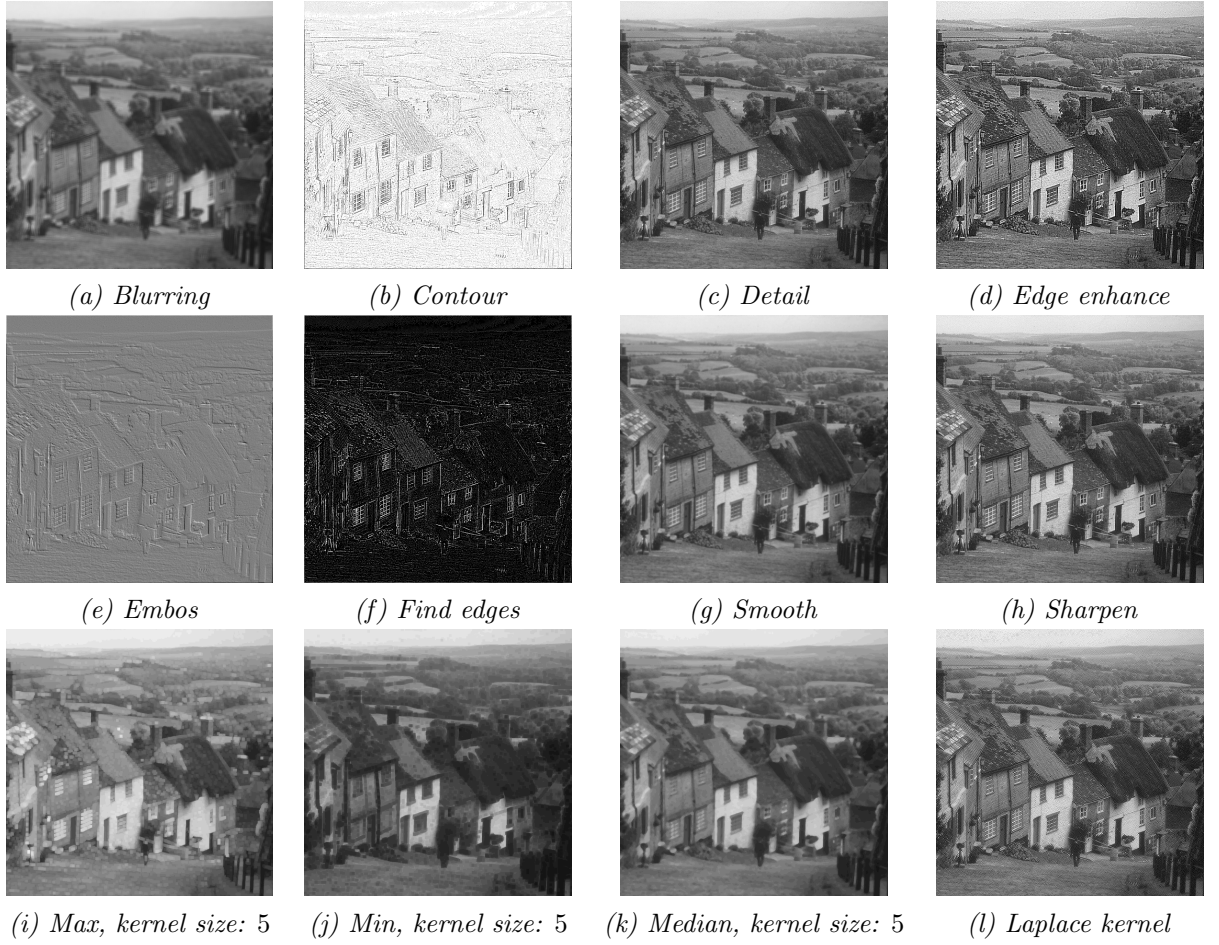 (a) Blurring
(b) Contour
(c) Detail
(d) Edge enhance
(e) Embos
(f) Find edges
(g) Smooth
(h) Sharpen
(i) Max, kernel size: 5
(j) Min, kernel size: 5
(k) Median, kernel size: 5
(l) Laplace kernel